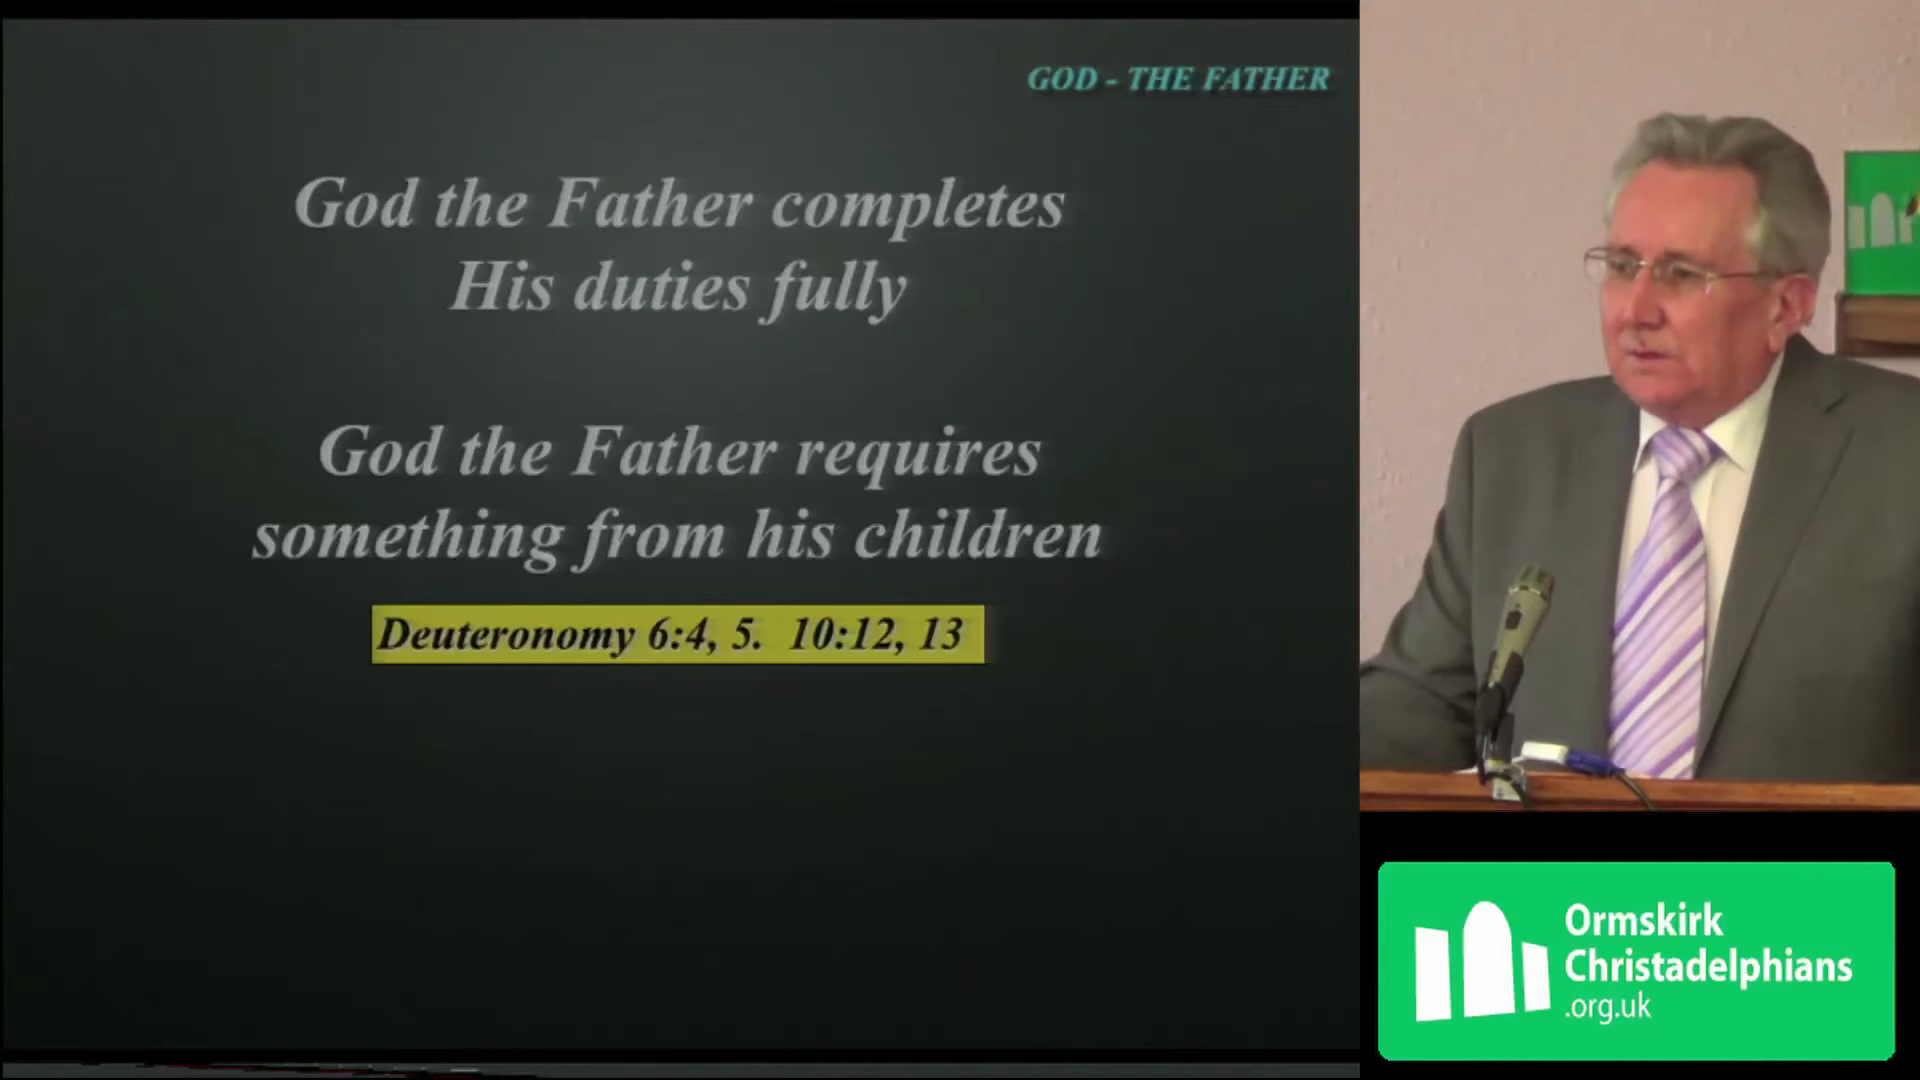 GOD - THE FATHER
God the Father completes
His duties fully
God the Father requires
something from his children
Deuteronomy 6:4, 5.  10:12, 13
Ormskirk
Christadelphians
.org.uk